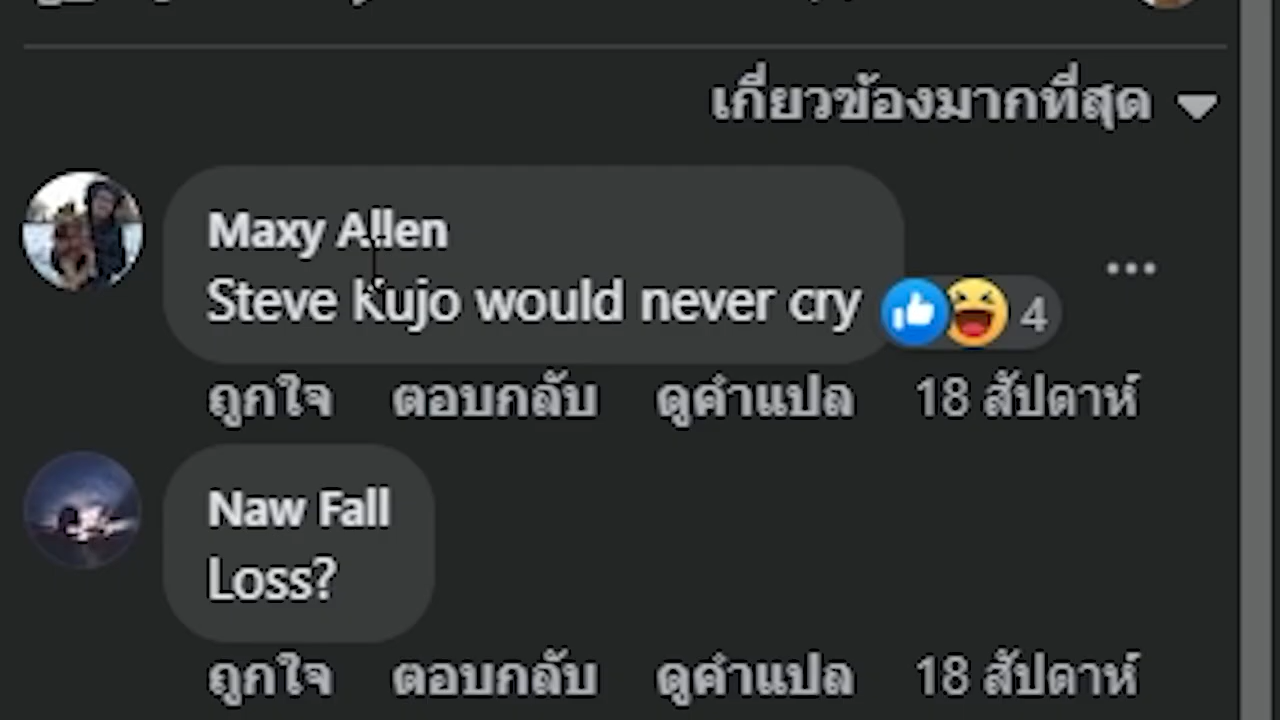 เกี่ยวข้องมากที่สุด
Maxy Allen
Steve Kujo would never cry
4
ถูกใจ ตอบกลับ ดูคำแปล 18 สัปดาห์
Naw Fall
Loss?
ถูกใจ ตอบกลับ ดูคำแปล 18 สัปดาห์